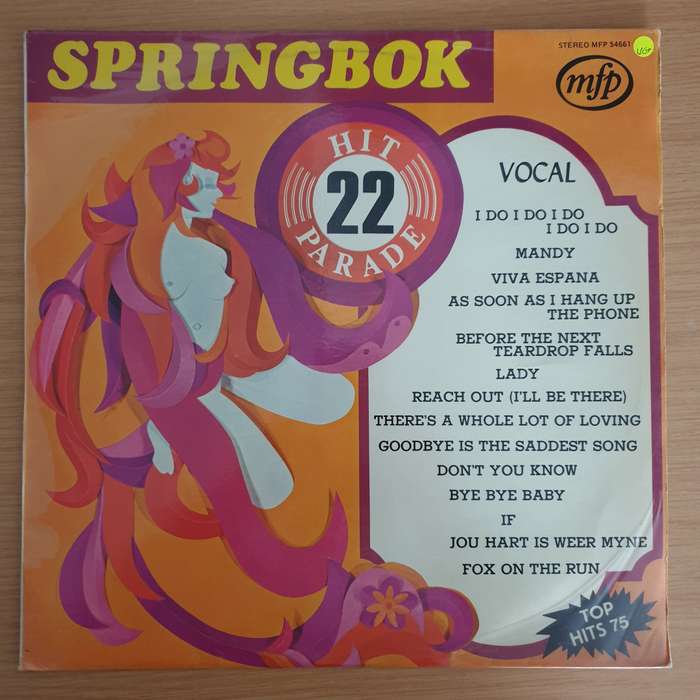 SPRINGBOK
STEREO MFP 54661
VG+
mfp
HIT
22
PARADE
VOCAL
I DO I DO I DO
I DO I DO
MANDY
VIVA ESPANA
AS SOON AS I HANG UP
THE PHONE
BEFORE THE NEXT
TEARDROP FALLS
LADY
REACH OUT (I'LL BE THERE)
THERE'S A WHOLE LOT OF LOVING
GOODBYE IS THE SADDEST SONG
DON'T YOU KNOW
BYE BYE BABY
IF
JOU HART IS WEER MYNE
FOX ON THE RUN
TOP
HITS 75